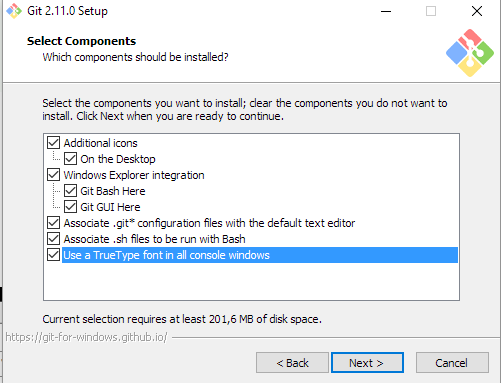 Git 2.11.0 Setup
Select Components
Which components should be installed?
Select the components you want to install; clear the components you do not want to
install. Click Next when you are ready to continue.
Additional icons
On the Desktop
Windows Explorer integration
Git Bash Here
Git GUI Here
Associate .git* configuration files with the default text editor
Associate .sh files to be run with Bash
Use a TrueType font in all console windows
Current selection requires at least 201,6 MB of disk space.
https://git-for-windows.github.io/
< Back
Next >
Cancel